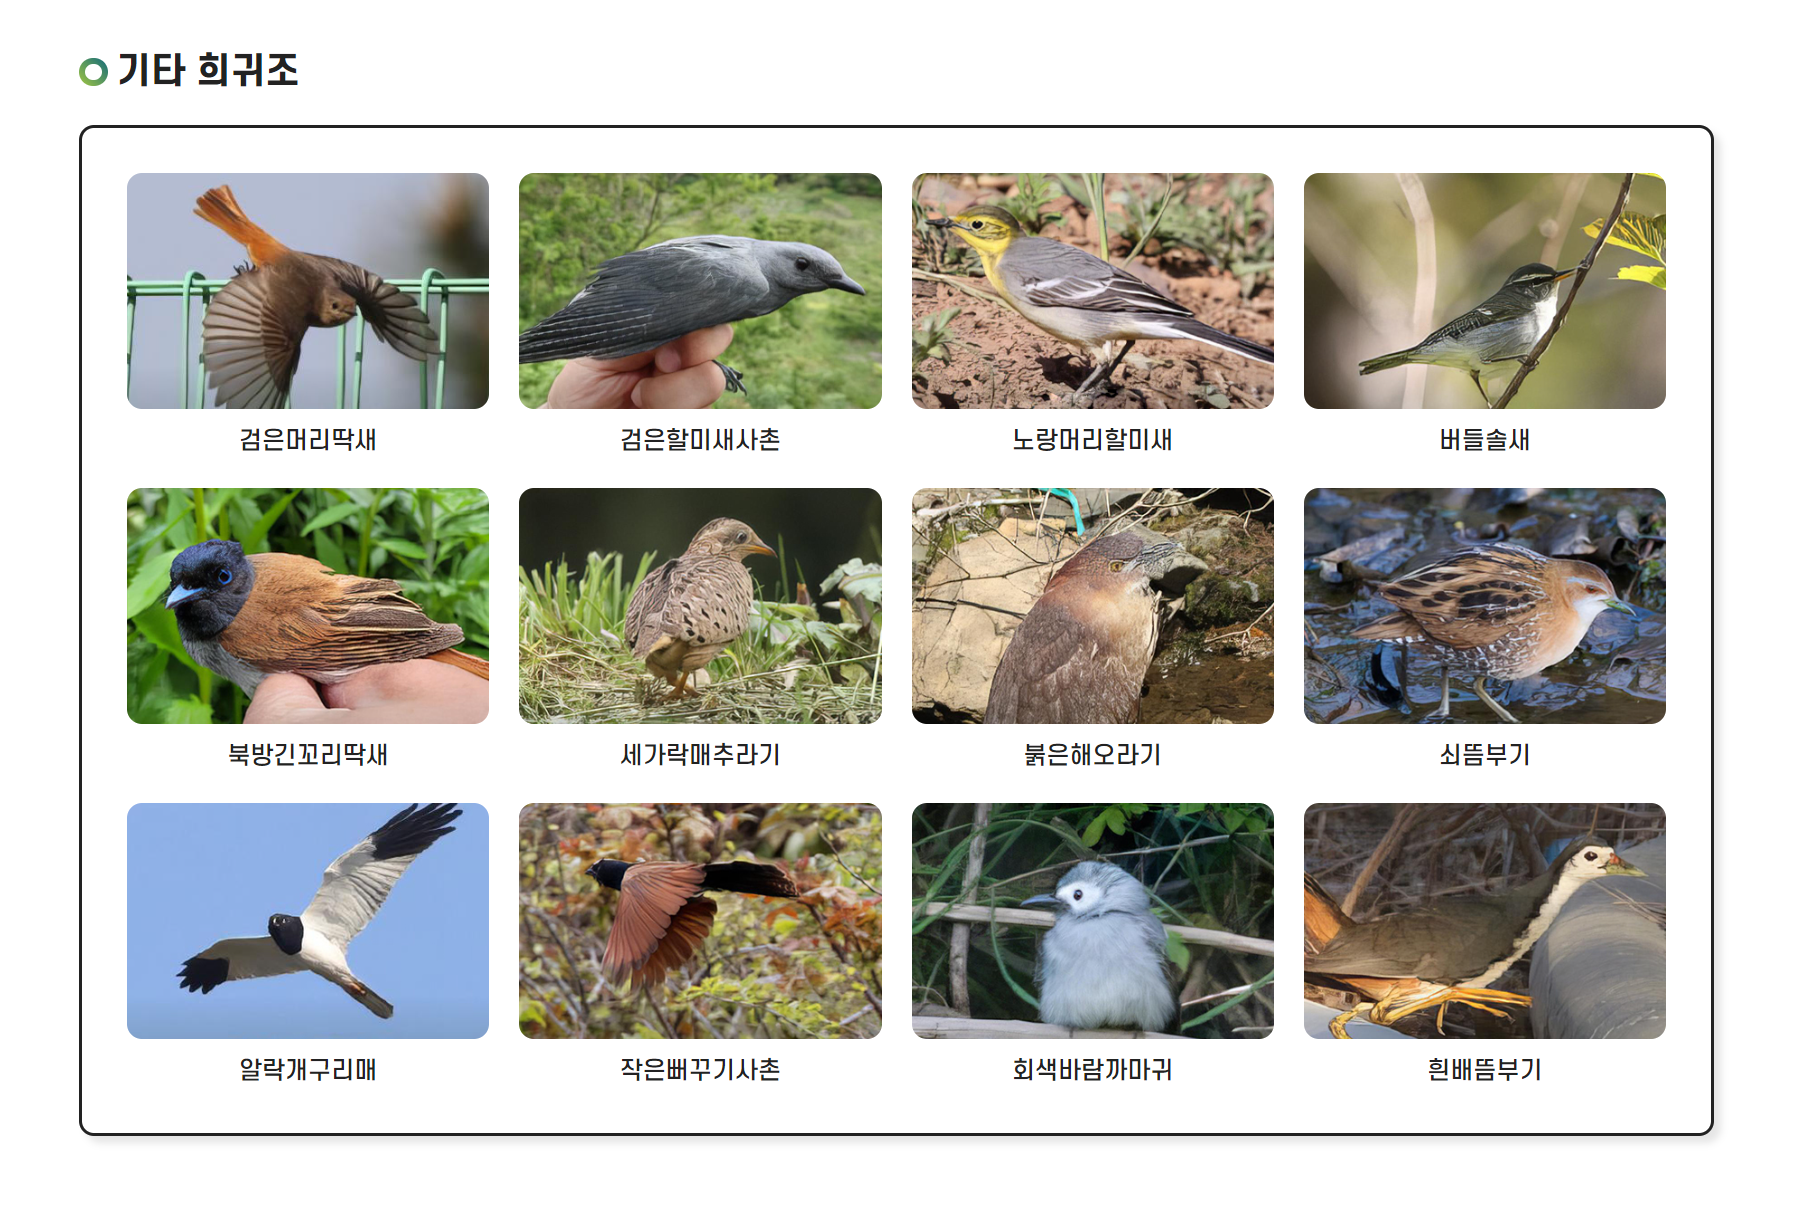 기타 희귀조
검은머리딱새
검은할미새사촌
노랑머리할미새
버들솔새
북방긴꼬리딱새
세가락매추라기
붉은해오라기
쇠뜸부기
알락개구리매
작은뻐꾸기사촌
회색바람까마귀
흰배뜸부기